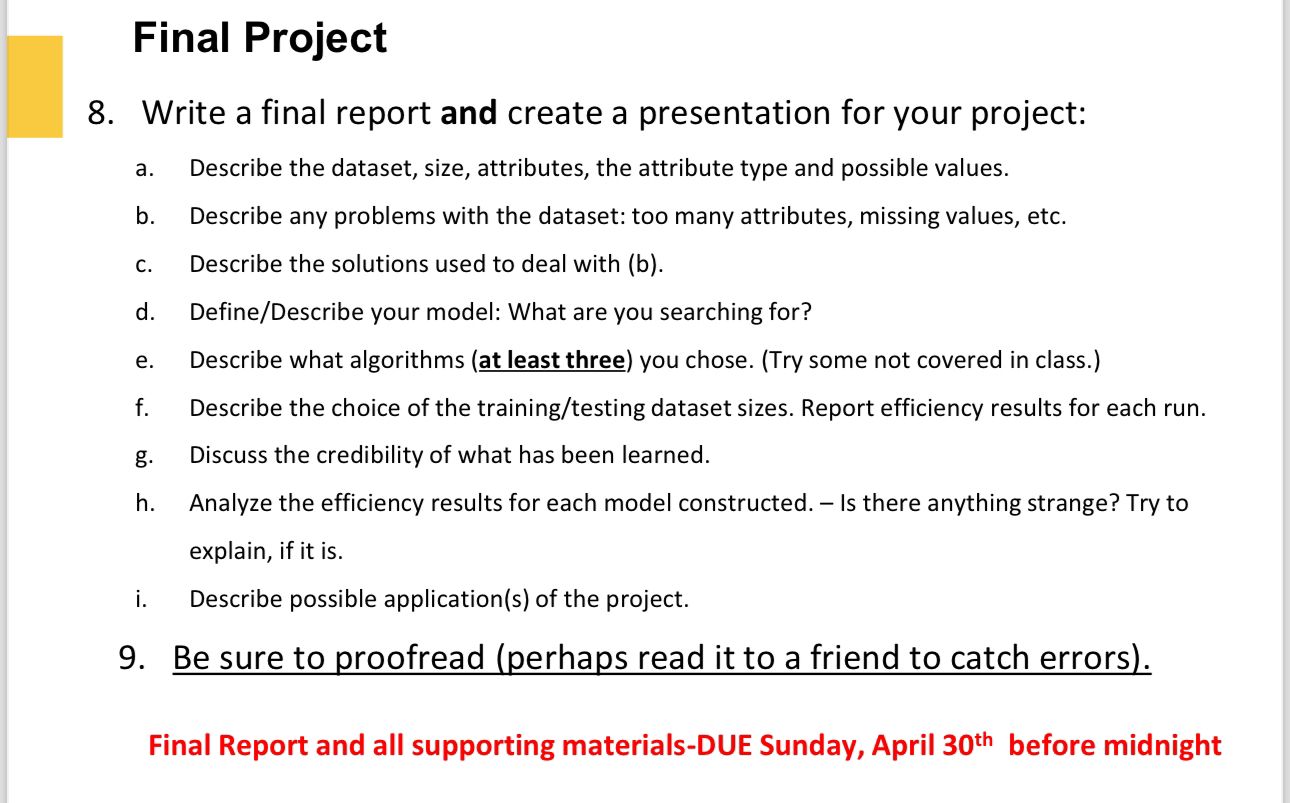 Final Project
8. Write a final report and create a presentation for your project:
a. Describe the dataset, size, attributes, the attribute type and possible values.
b. Describe any problems with the dataset: too many attributes, missing values, etc.
c. Describe the solutions used to deal with (b).
d. Define/Describe your model: What are you searching for?
e. Describe what algorithms (at least three) you chose. (Try some not covered in class.)
f. Describe the choice of the training/testing dataset sizes. Report efficiency results for each run.
g. Discuss the credibility of what has been learned.
h. Analyze the efficiency results for each model constructed. – Is there anything strange? Try to
explain, if it is.
i. Describe possible application(s) of the project.
9. Be sure to proofread (perhaps read it to a friend to catch errors).
Final Report and all supporting materials-DUE Sunday, April 30th before midnight